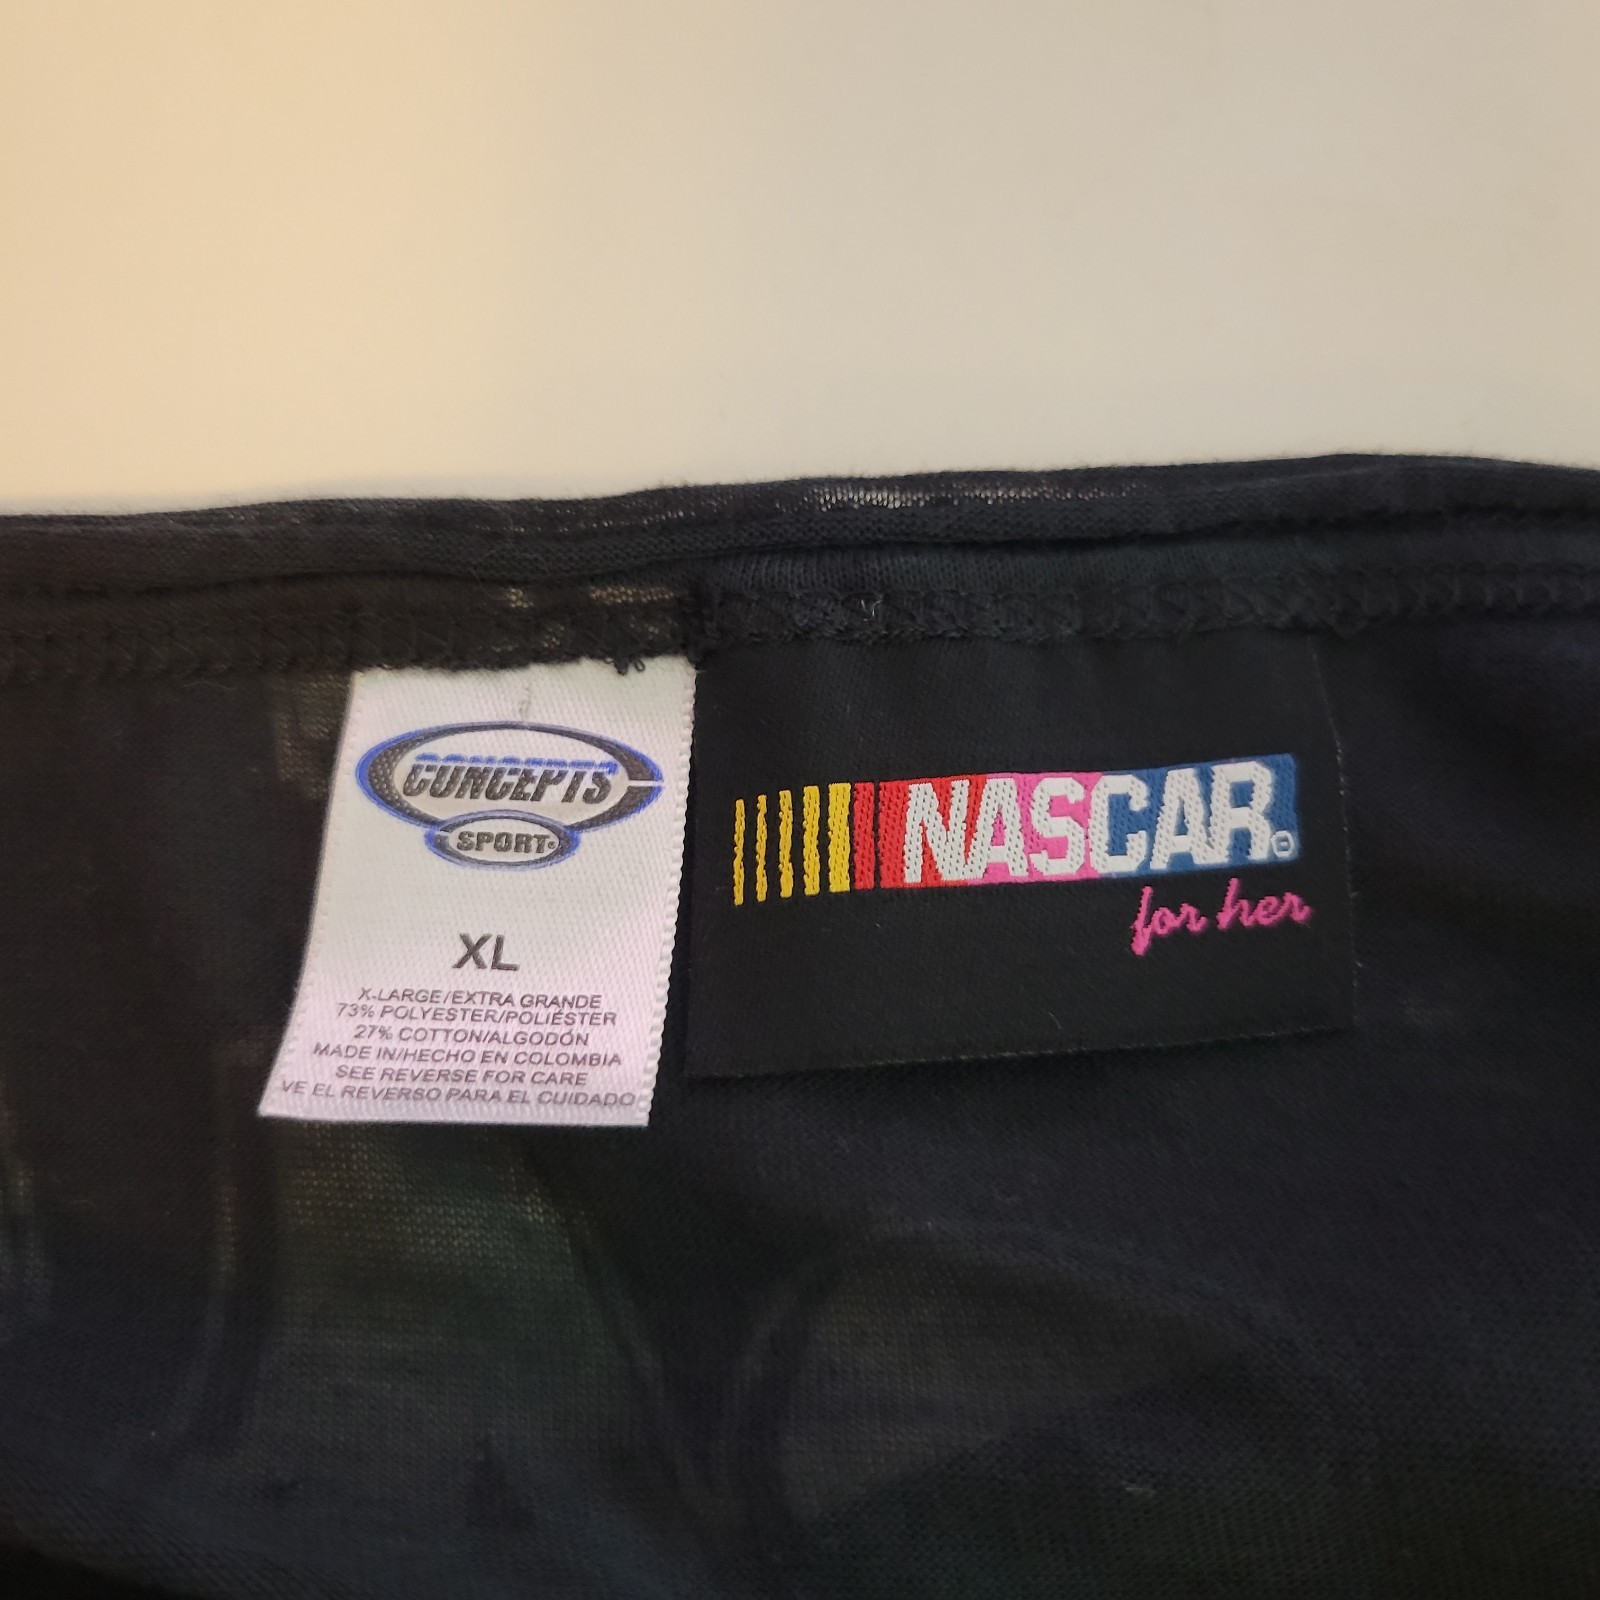 CONCEPTS
SPORT
XL
X-LARGE/EXTRA GRANDE
73% POLYESTER/POLIÉSTER
27% COTTON/ALGODÓN
MADE IN/HECHO EN COLOMBIA
SEE REVERSE FOR CARE
VE EL REVERSO PARA EL CUIDADO
NASCAR®
for her